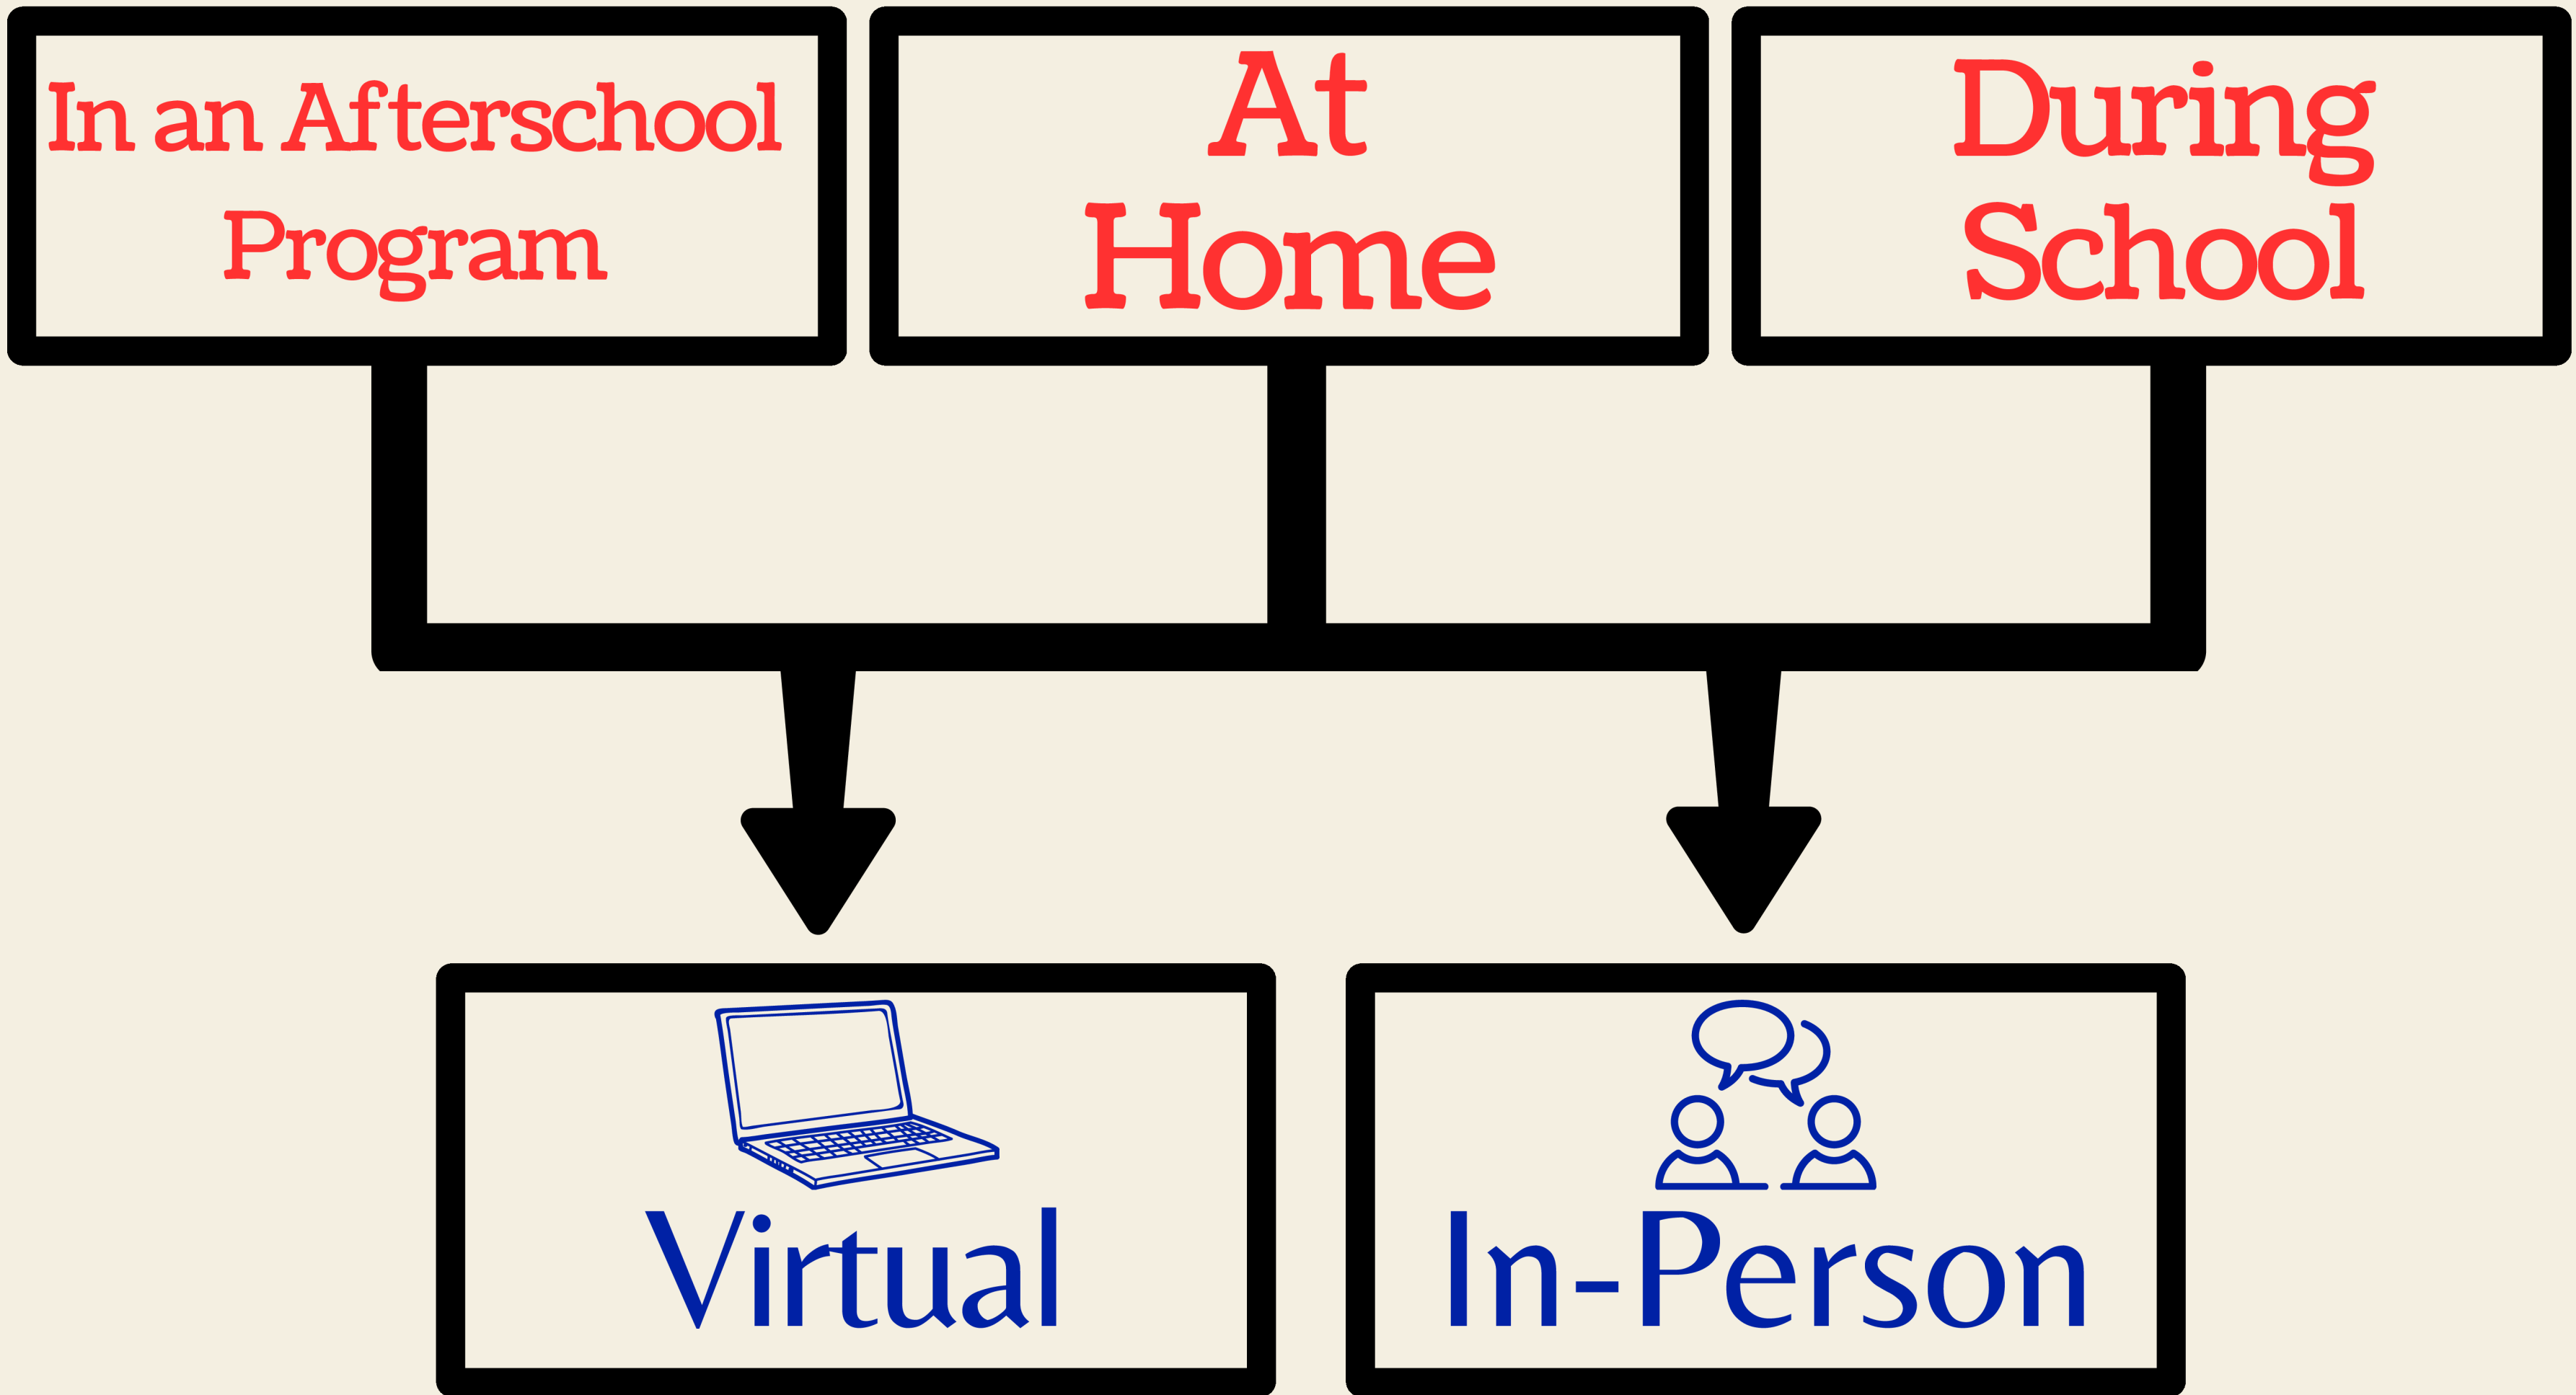 In an Afterschool
Program
At
Home
During
School
Virtual
In-Person